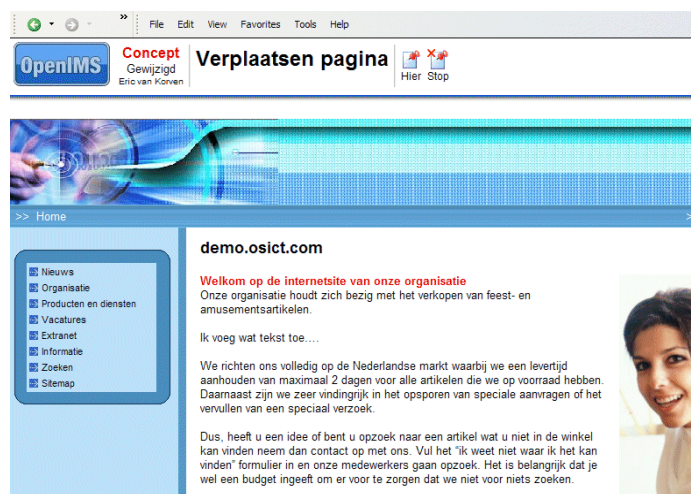 » File Edit View Favorites Tools Help
OpenIMS Concept Verplaatsen pagina
Gewijzigd
Eric van Korven Hier Stop
>> Home >
demo.osict.com
Nieuws
Organisatie
Producten en diensten
Vacatures
Extranet
Informatie
Zoeken
Sitemap
Welkom op de internetsite van onze organisatie
Onze organisatie houdt zich bezig met het verkopen van feest- en
amusementsartikelen.
Ik voeg wat tekst toe....
We richten ons volledig op de Nederlandse markt waarbij we een levertijd
aanhouden van maximaal 2 dagen voor alle artikelen die we op voorraad hebben.
Daarnaast zijn we zeer vindingrijk in het opsporen van speciale aanvragen of het
vervullen van een speciaal verzoek.
Dus, heeft u een idee of bent u opzoek naar een artikel wat u niet in de winkel
kan vinden neem dan contact op met ons. Vul het "ik weet niet waar ik het kan
vinden" formulier in en onze medewerkers gaan opzoek. Het is belangrijk dat je
wel een budget ingeeft om er voor te zorgen dat we niet voor niets zoeken.